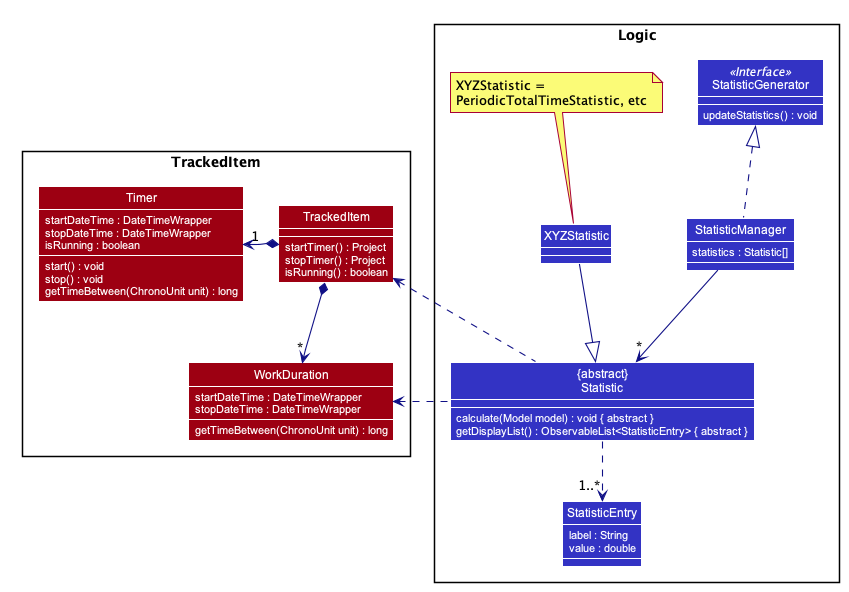 Logic
XYZStatistic =
PeriodicTotalTimeStatistic, etc
«Interface»
StatisticGenerator
updateStatistics() : void
TrackedItem
Timer
startDateTime : DateTimeWrapper
stopDateTime : DateTimeWrapper
isRunning : boolean
start() : void
stop() : void
getTimeBetween(ChronoUnit unit) : long
1
TrackedItem
startTimer() : Project
stopTimer() : Project
isRunning() : boolean
XYZStatistic
StatisticManager
statistics : Statistic[]
*
*
WorkDuration
startDateTime : DateTimeWrapper
stopDateTime : DateTimeWrapper
getTimeBetween(ChronoUnit unit) : long
{abstract}
Statistic
calculate(Model model) : void { abstract }
getDisplayList() : ObservableList<StatisticEntry> { abstract }
1..*
StatisticEntry
label : String
value : double